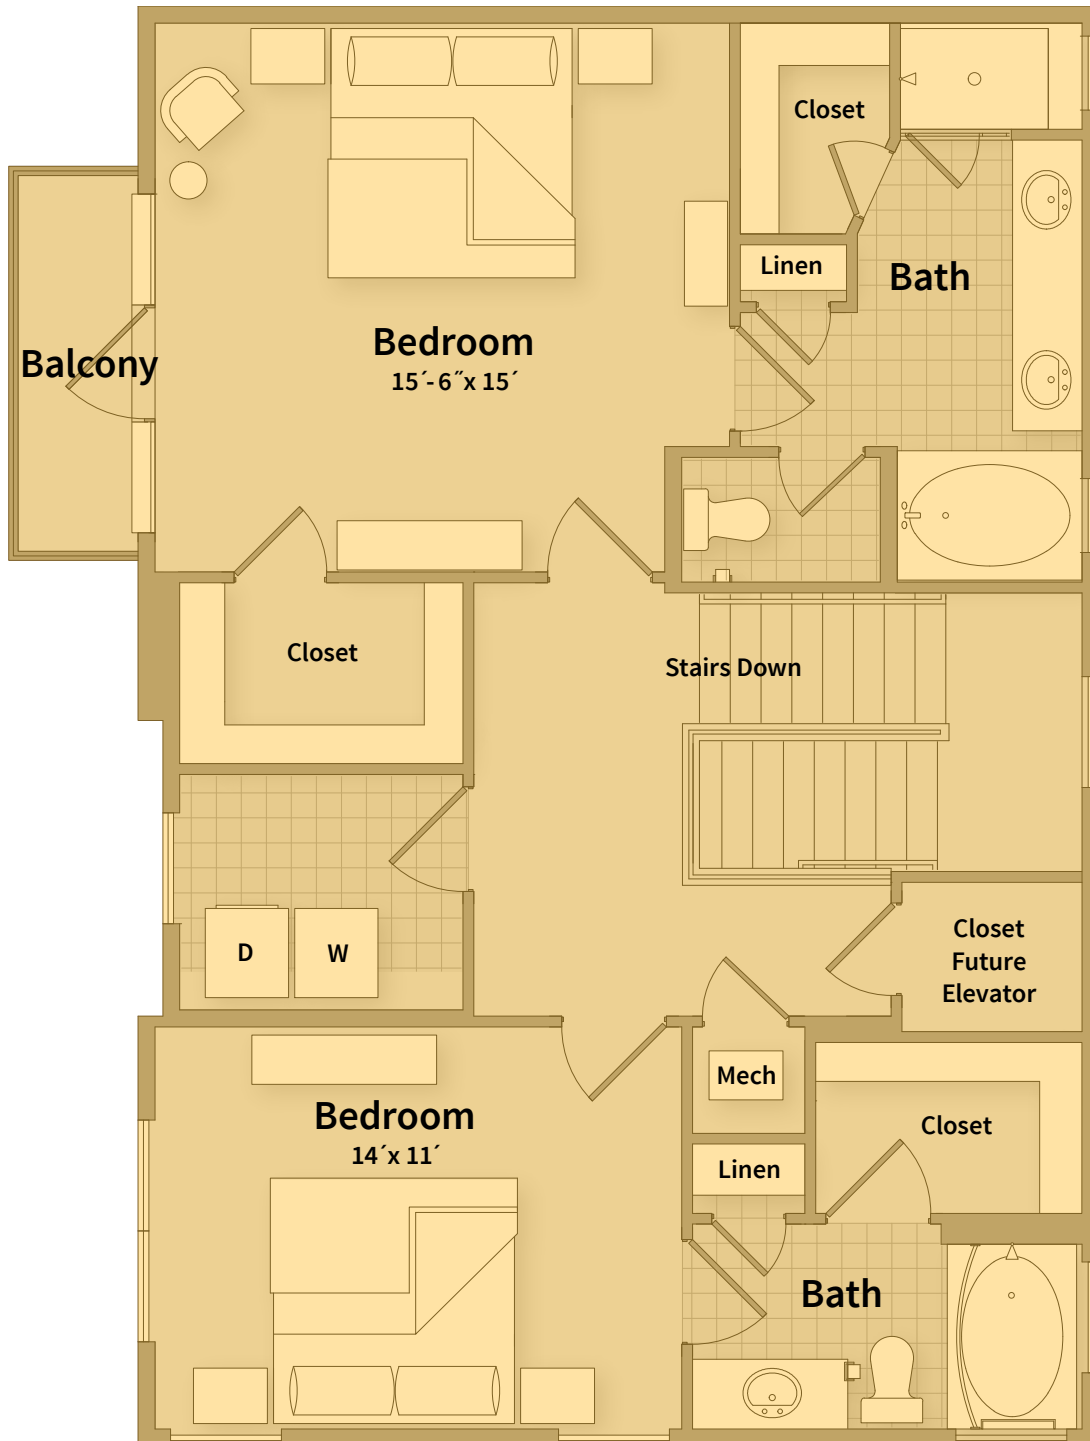 Closet
Linen
Bath
Balcony
Bedroom
15´-6˝x 15´
Closet
Stairs Down
D
W
Closet
Future
Elevator
Mech
Bedroom
14´x 11´
Closet
Linen
Bath